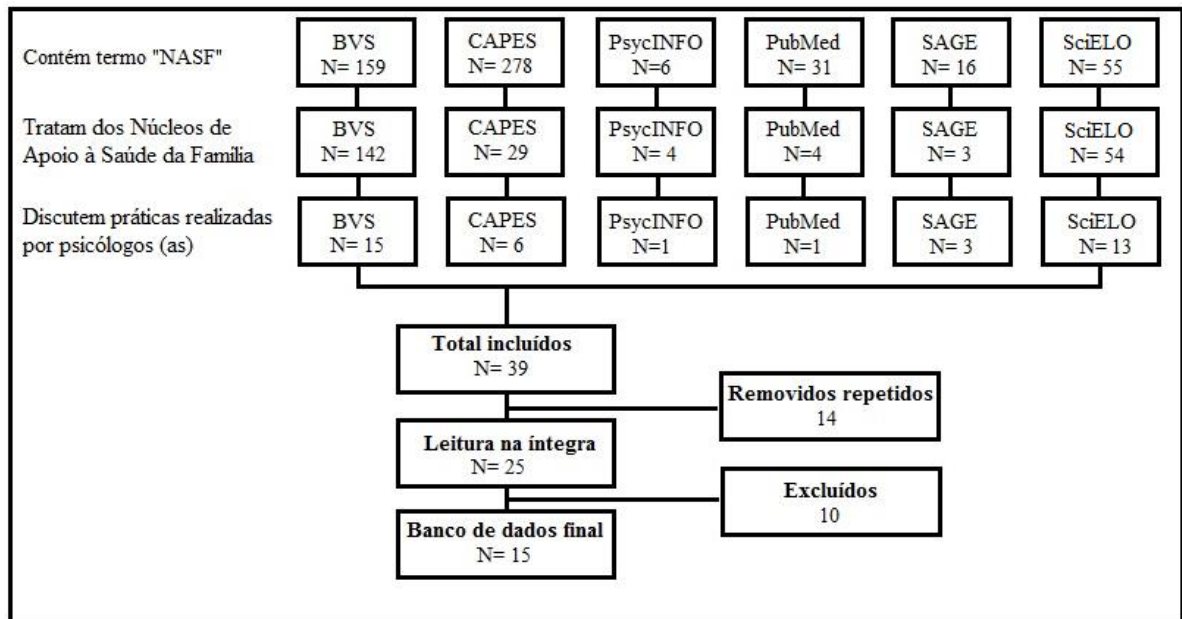 Contém termo "NASF"
BVS
N= 159
CAPES
N= 278
PsycINFO
N=6
PubMed
N= 31
SAGE
N= 16
SciELO
N= 55
Tratam dos Núcleos de
Apoio à Saúde da Família
BVS
N= 142
CAPES
N= 29
PsycINFO
N= 4
PubMed
N=4
SAGE
N= 3
SciELO
N= 54
Discutem práticas realizadas
por psicólogos (as)
BVS
N= 15
CAPES
N= 6
PsycINFO
N=1
PubMed
N=1
SAGE
N= 3
SciELO
N= 13
Total incluídos
N= 39
Removidos repetidos
14
Leitura na íntegra
N= 25
Excluídos
10
Banco de dados final
N= 15